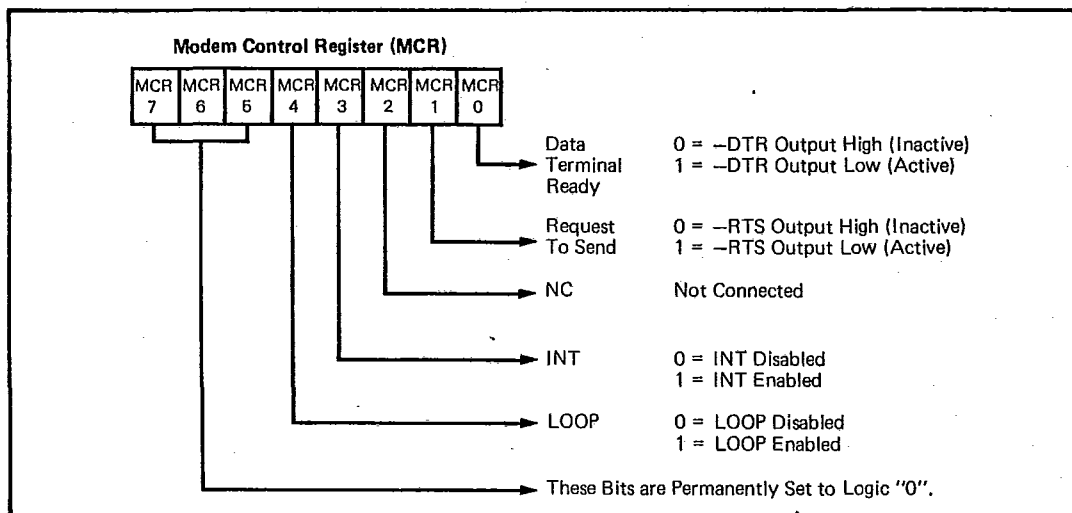 Modem Control Register (MCR)
MCR 7 MCR 6 MCR 5 MCR 4 MCR 3 MCR 2 MCR 1 MCR 0
Data Terminal Ready
0 = –DTR Output High (Inactive)
1 = –DTR Output Low (Active)
Request To Send
0 = –RTS Output High (Inactive)
1 = –RTS Output Low (Active)
NC
Not Connected
INT
0 = INT Disabled
1 = INT Enabled
LOOP
0 = LOOP Disabled
1 = LOOP Enabled
These Bits are Permanently Set to Logic "0".